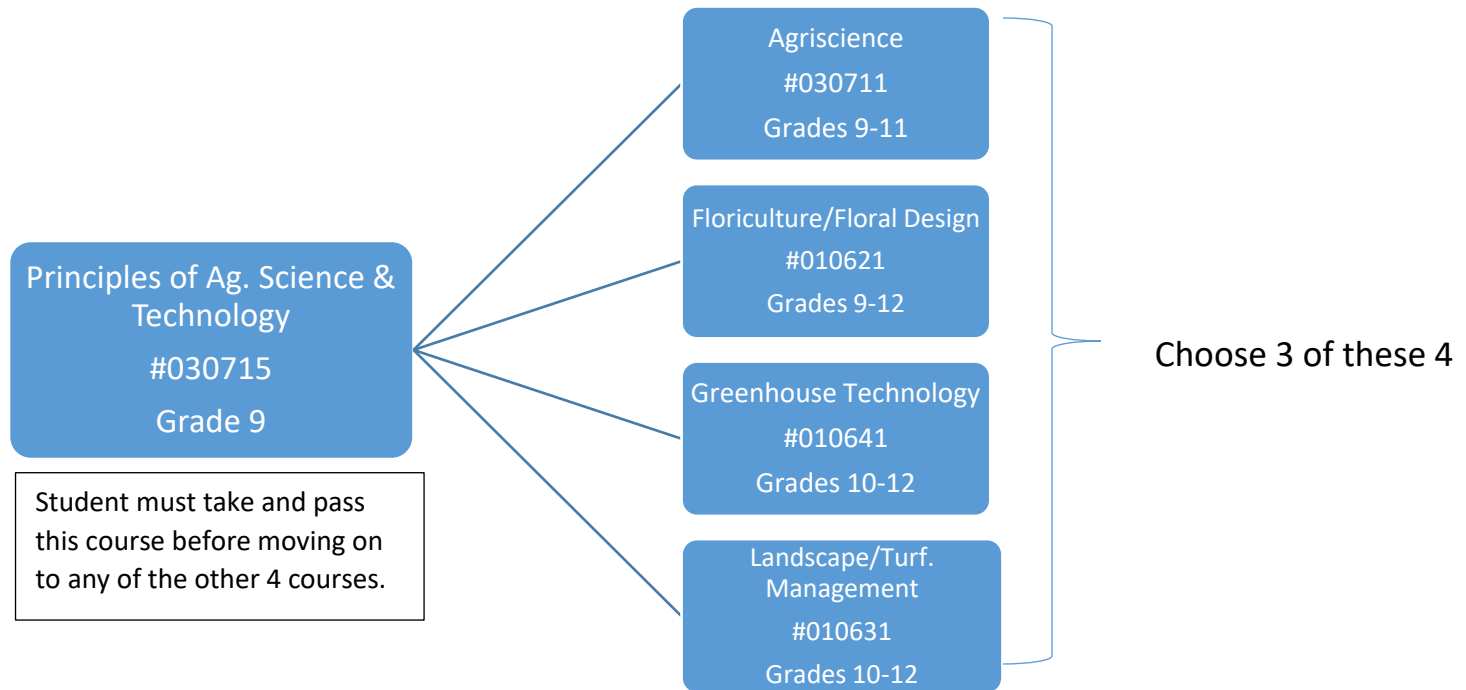 Principles of Ag. Science &
Technology
#030715
Grade 9
Student must take and pass
this course before moving on
to any of the other 4 courses.
Agriscience
#030711
Grades 9-11
Floriculture/Floral Design
#010621
Grades 9-12
Greenhouse Technology
#010641
Grades 10-12
Landscape/Turf.
Management
#010631
Grades 10-12
Choose 3 of these 4